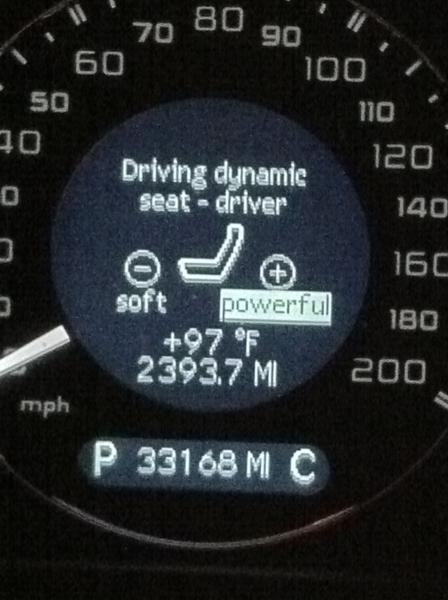 80
70
90
60
100
50
110
40
120
140
160
180
200
Driving dynamic
seat - driver
- +
soft powerful
+97 °F
2393.7 MI
mph
P 33168 MI C